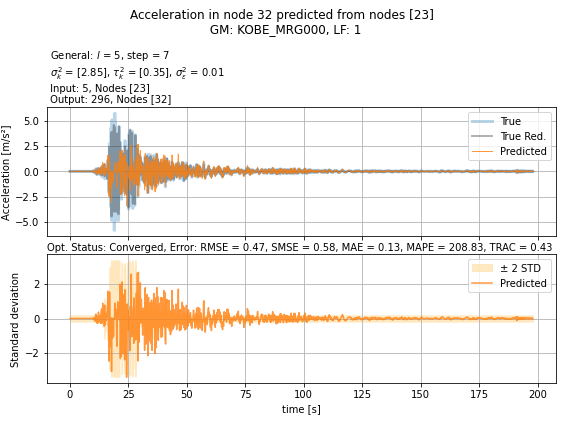 Acceleration in node 32 predicted from nodes [23]
GM: KOBE_MRG000, LF: 1
General: l = 5, step = 7
σ²ₖ = [2.85], τ²ₖ = [0.35], σ²ε = 0.01
Input: 5, Nodes [23]
Output: 296, Nodes [32]
Acceleration [m/s²]
5.0
2.5
0.0
−2.5
−5.0
True
True Red.
Predicted
Opt. Status: Converged, Error: RMSE = 0.47, SMSE = 0.58, MAE = 0.13, MAPE = 208.83, TRAC = 0.43
Standard deviation
2
0
−2
± 2 STD
Predicted
0 25 50 75 100 125 150 175 200
time [s]